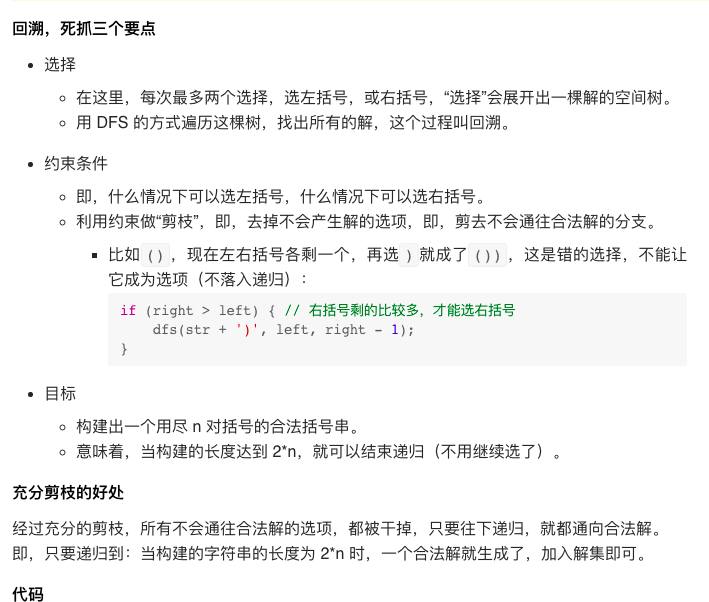 回溯，死抓三个要点
选择
在这里，每次最多两个选择，选左括号，或右括号，“选择”会展开出一棵解的空间树。
用 DFS 的方式遍历这棵树，找出所有的解，这个过程叫回溯。
约束条件
即，什么情况下可以选左括号，什么情况下可以选右括号。
利用约束做“剪枝”，即，去掉不会产生解的选项，即，剪去不会通往合法解的分支。
比如 () ，现在左右括号各剩一个，再选 ) 就成了 ()) ，这是错的选择，不能让
它成为选项（不落入递归）：
if (right > left) { // 右括号剩的比较多，才能选右括号
dfs(str + ')', left, right - 1);
}
目标
构建出一个用尽 n 对括号的合法括号串。
意味着，当构建的长度达到 2*n，就可以结束递归（不用继续选了）。
充分剪枝的好处
经过充分的剪枝，所有不会通往合法解的选项，都被干掉，只要往下递归，就都通向合法解。
即，只要递归到：当构建的字符串的长度为 2*n 时，一个合法解就生成了，加入解集即可。
代码